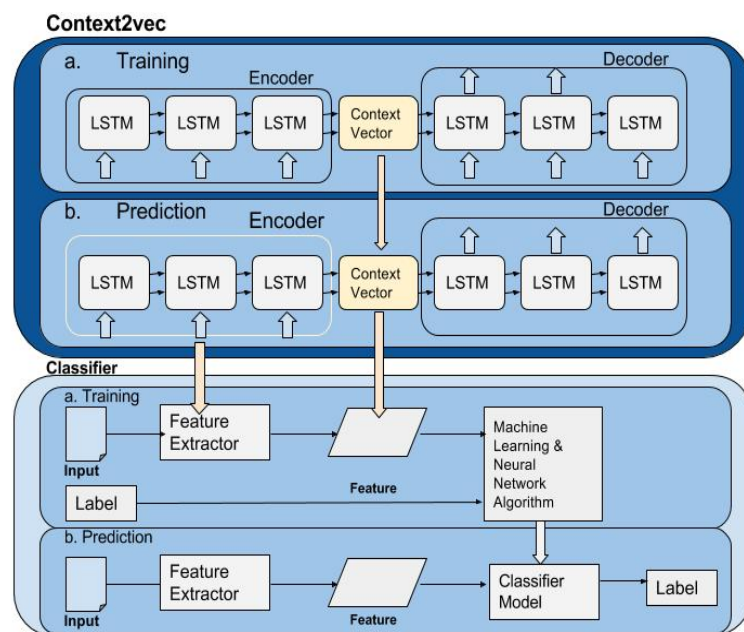 Context2vec
a. Training
Encoder
Decoder
LSTM
LSTM
LSTM
Context
Vector
LSTM
LSTM
LSTM
b. Prediction
Encoder
Decoder
LSTM
LSTM
LSTM
Context
Vector
LSTM
LSTM
LSTM
Classifier
a. Training
Input
Feature
Extractor
Feature
Machine
Learning &
Neural
Network
Algorithm
Label
b. Prediction
Input
Feature
Extractor
Feature
Classifier
Model
Label